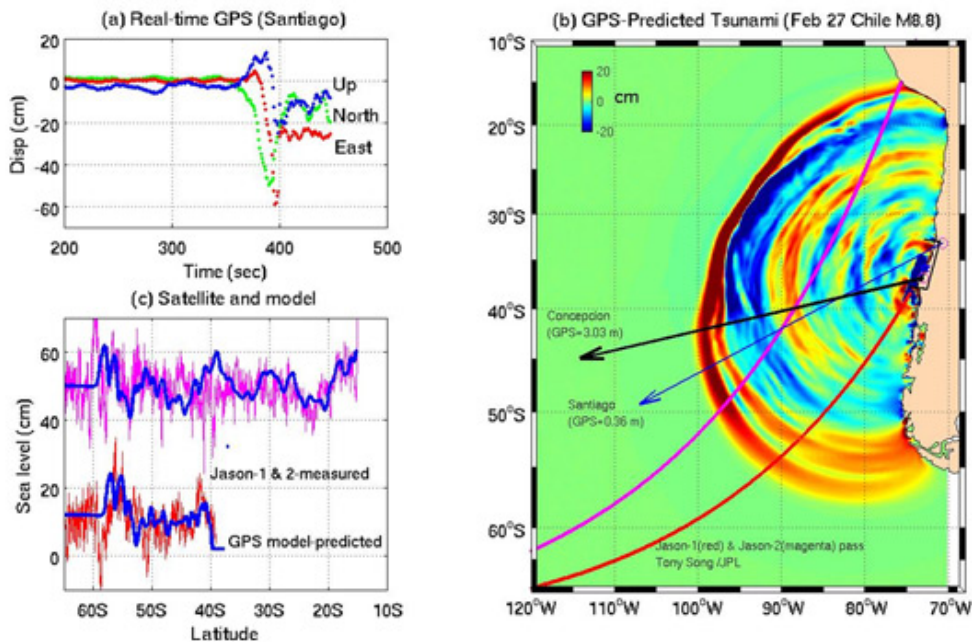 (a) Real-time GPS (Santiago)
20
0
-20
-40
-60
Disp (cm)
Up
North
East
200
300
400
500
Time (sec)
(c) Satellite and model
60
40
20
0
Sea level (cm)
Jason-1 & 2-measured
GPS model-predicted
60S
50S
40S
30S
20S
10S
Latitude
(b) GPS-Predicted Tsunami (Feb 27 Chile M8.8)
10°S
20°S
30°S
40°S
50°S
60°S
20
0
-20
cm
Concepcion
(GPS=3.03 m)
Santiago
(GPS=0.36 m)
Jason-1(red) & Jason-2(magenta) pass
Tony Song /JPL
120°W
110°W
100°W
90°W
80°W
70°W